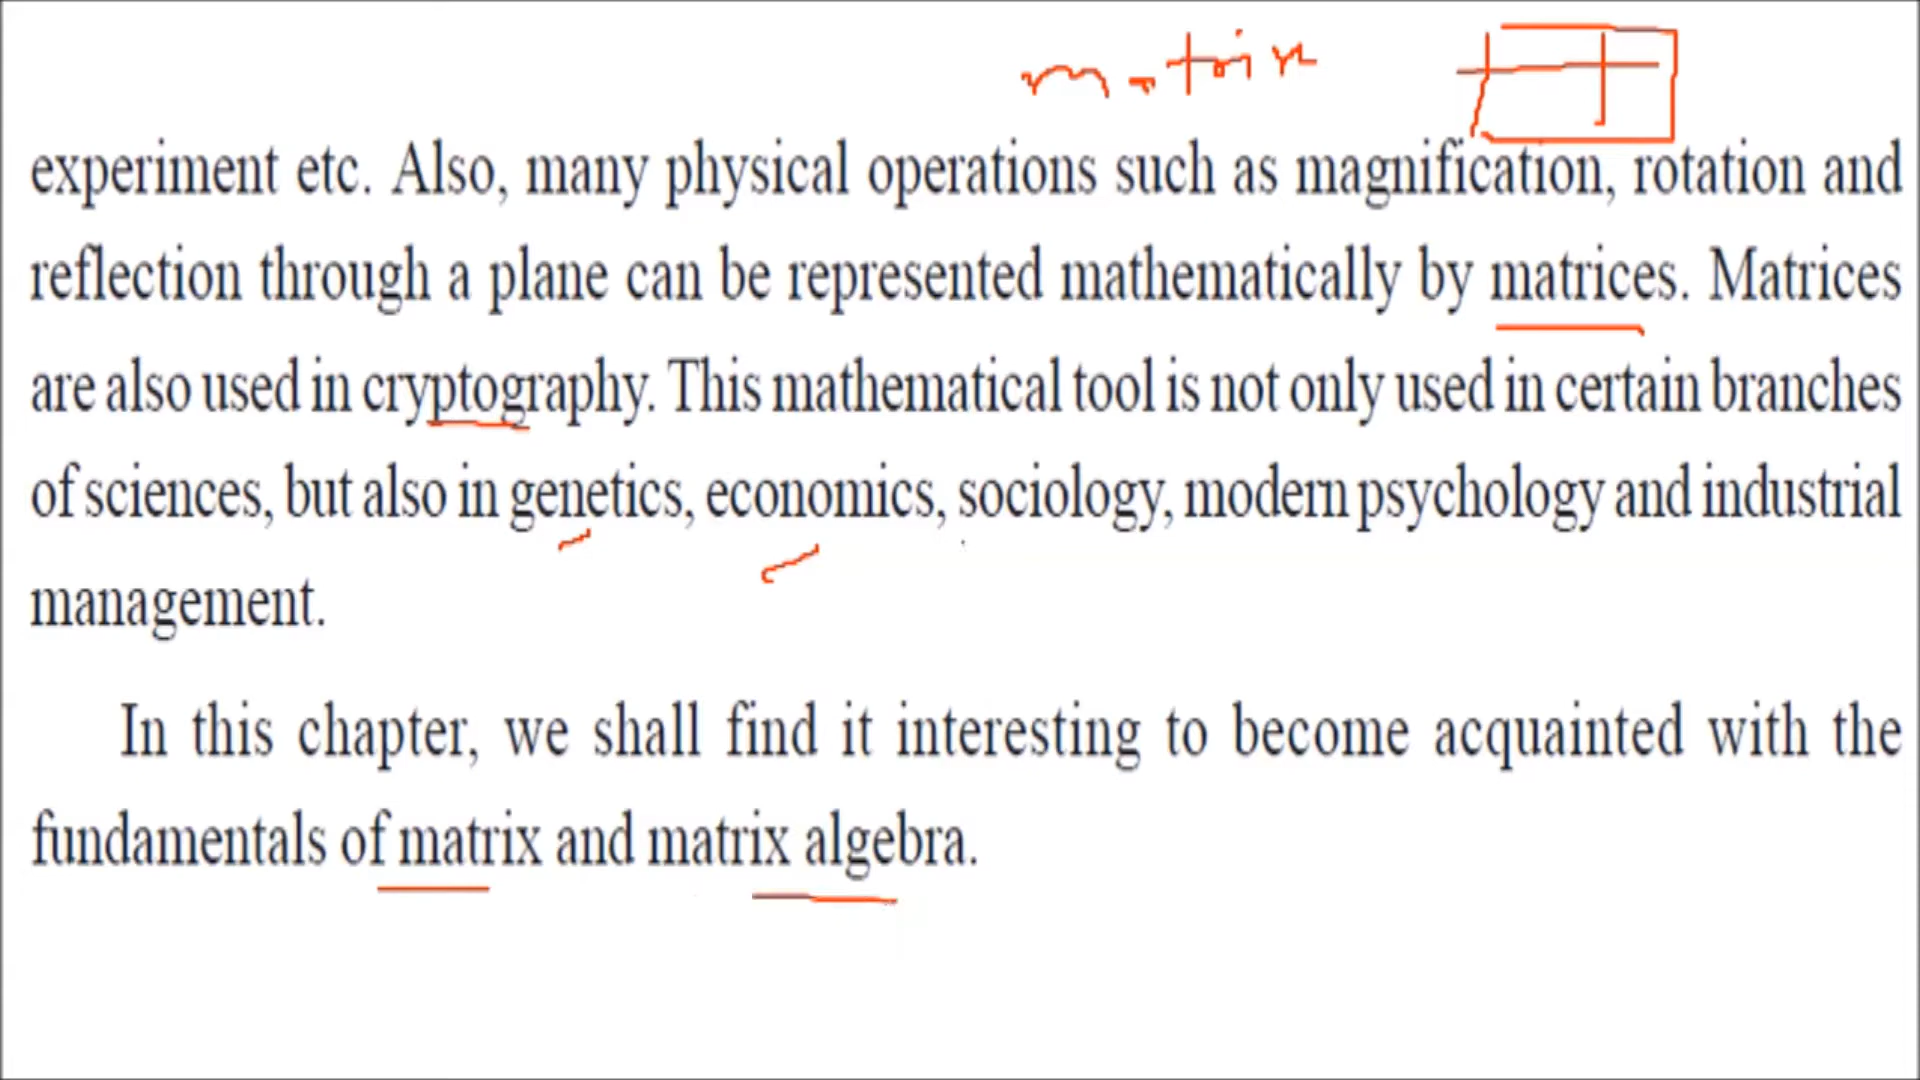 matrix
experiment etc. Also, many physical operations such as magnification, rotation and
reflection through a plane can be represented mathematically by matrices. Matrices
are also used in cryptography. This mathematical tool is not only used in certain branches
of sciences, but also in genetics, economics, sociology, modern psychology and industrial
management.
In this chapter, we shall find it interesting to become acquainted with the
fundamentals of matrix and matrix algebra.